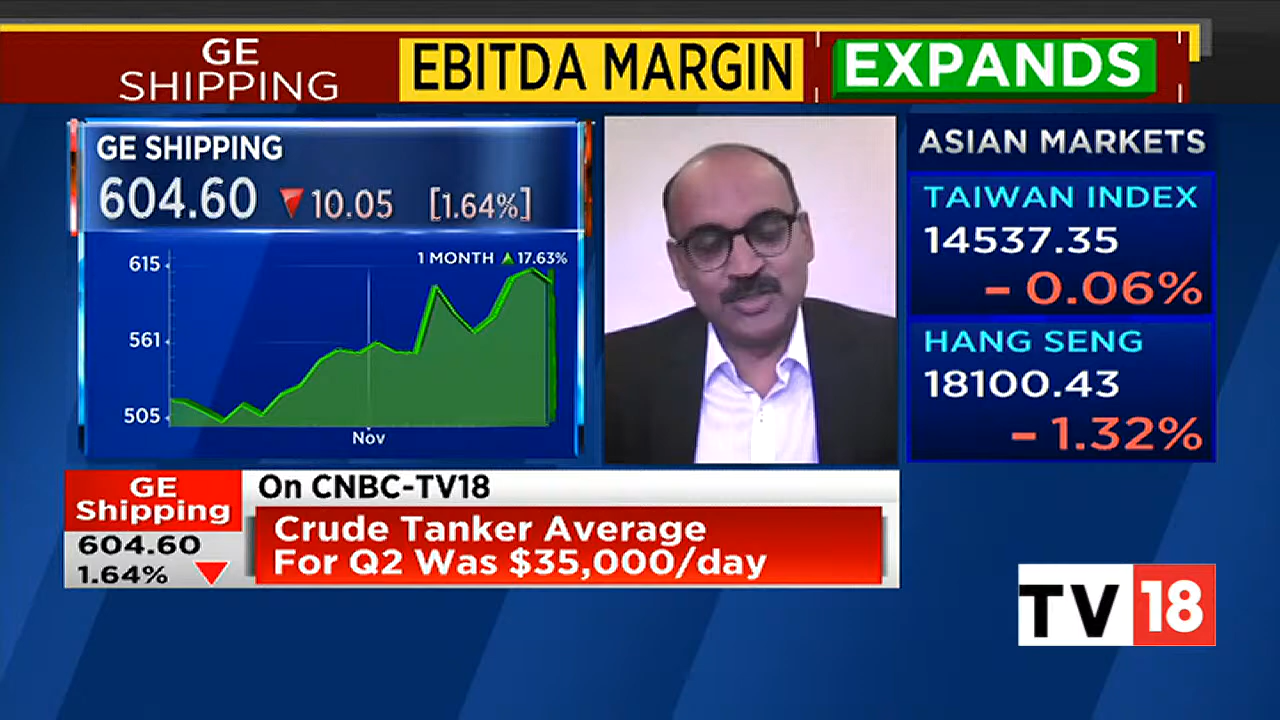 GE
SHIPPING
EBITDA MARGIN
EXPANDS
GE SHIPPING
604.60 ▼ 10.05 [1.64%]
1 MONTH ▲ 17.63%
615
561
505
Nov
ASIAN MARKETS
TAIWAN INDEX
14537.35
- 0.06%
HANG SENG
18100.43
- 1.32%
GE
Shipping
604.60
1.64% ▼
On CNBC-TV18
Crude Tanker Average
For Q2 Was $35,000/day
TV18